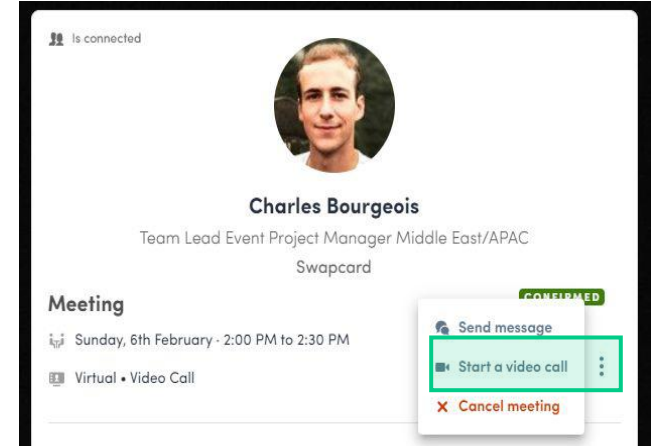 Is connected
Charles Bourgeois
Team Lead Event Project Manager Middle East/APAC
Swapcard
Meeting
CONFIRMED
Sunday, 6th February · 2:00 PM to 2:30 PM
Virtual • Video Call
Send message
Start a video call
Cancel meeting